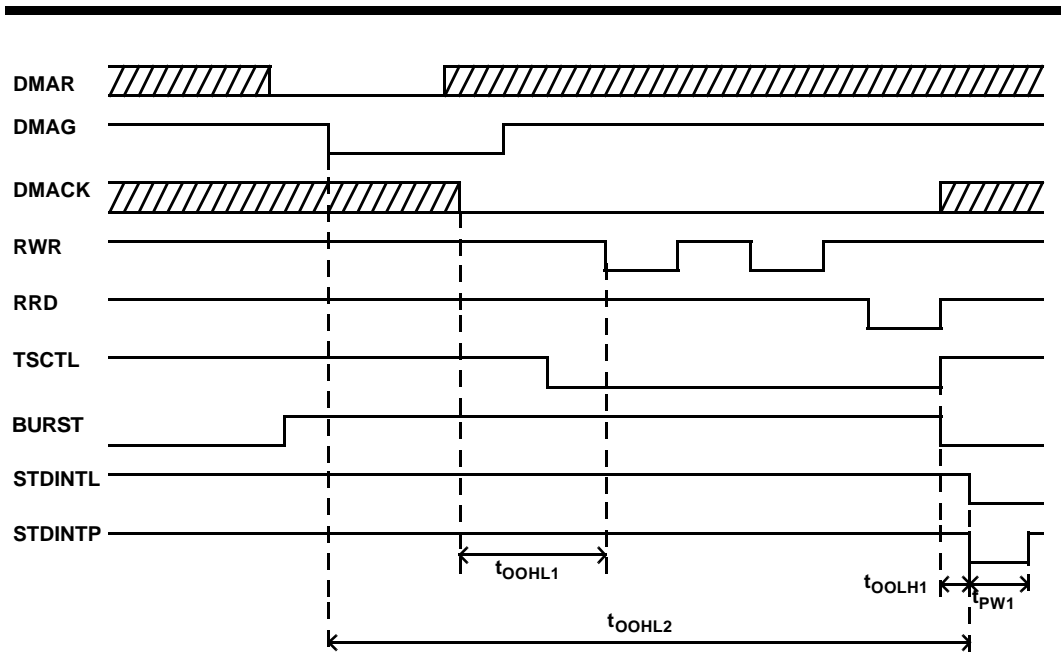 DMAR
DMAG
DMACK
RWR
RRD
TSCTL
BURST
STDINTL
STDINTP
tOOHL1
tOOLH1
tPW1
tOOHL2